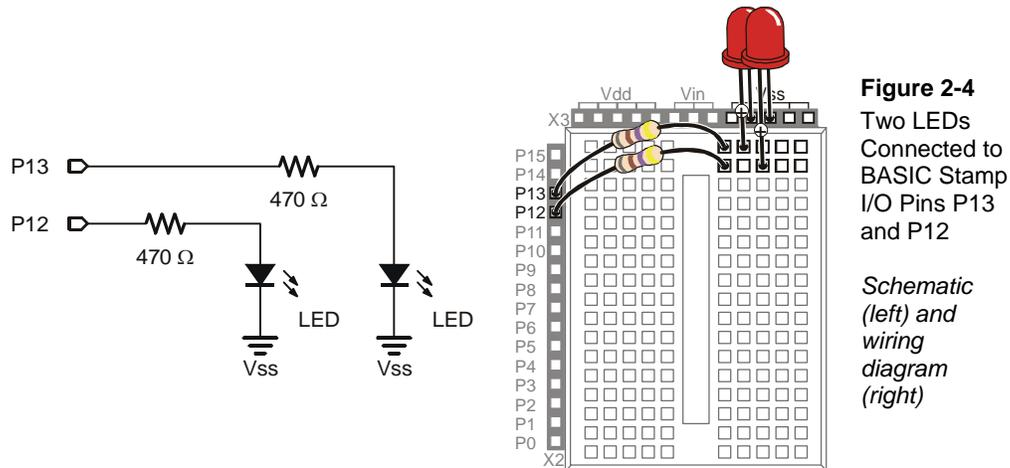 P13
470 Ω
P12
470 Ω
LED
LED
Vss
Vss
Vdd
Vin
Vss
X3
P15
P14
P13
P12
P11
P10
P9
P8
P7
P6
P5
P4
P3
P2
P1
P0
X2
+
+
Figure 2-4
Two LEDs
Connected to
BASIC Stamp
I/O Pins P13
and P12
Schematic
(left) and
wiring
diagram
(right)